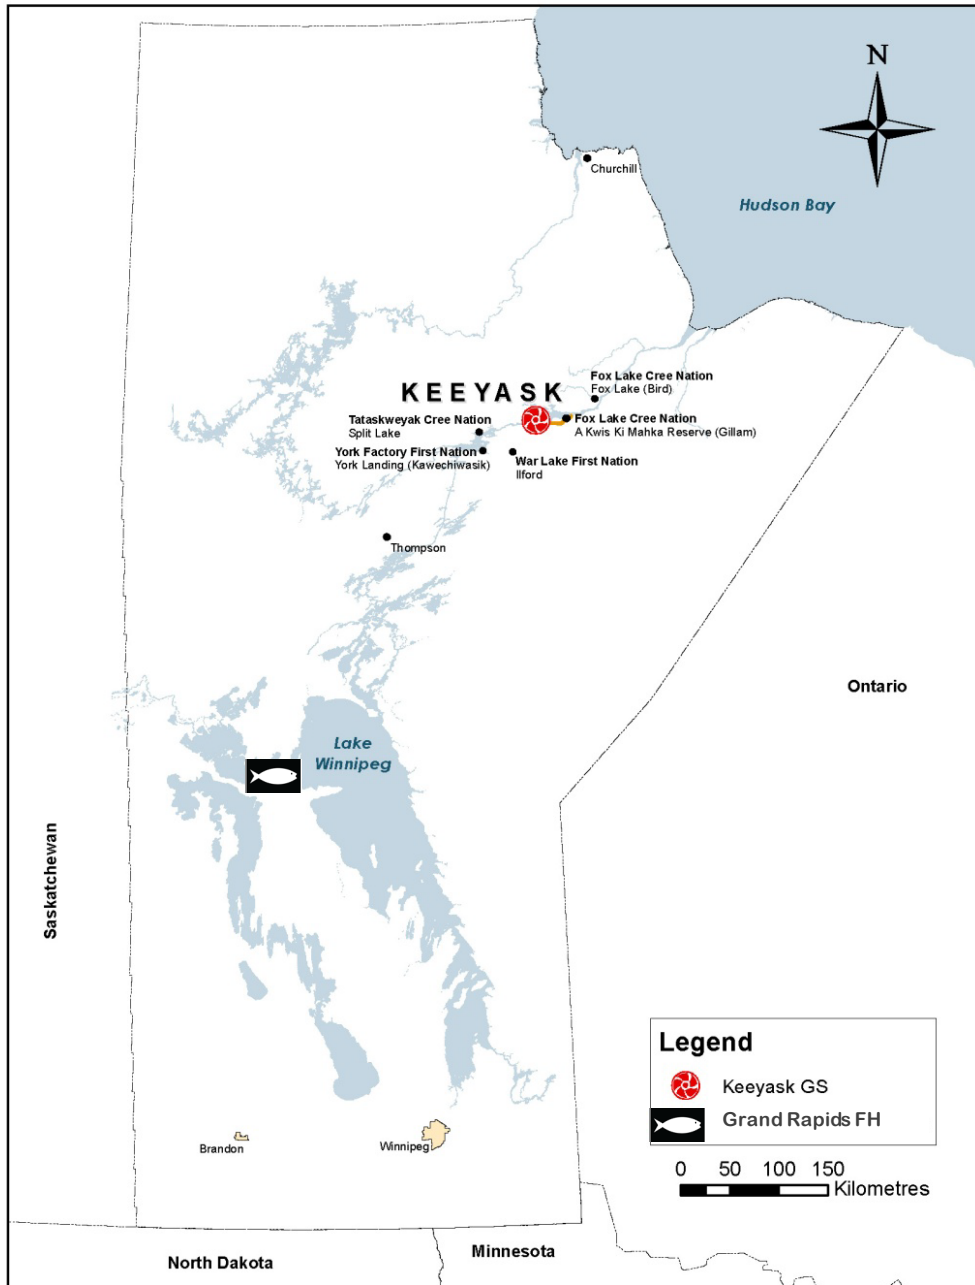 N
Churchill
Hudson Bay
KEEYASK
Fox Lake Cree Nation
Fox Lake (Bird)
Tataskweyak Cree Nation
Split Lake
Fox Lake Cree Nation
A Kwis Ki Mahka Reserve (Gillam)
York Factory First Nation
York Landing (Kawechiwasik)
War Lake First Nation
Ilford
Thompson
Ontario
Lake
Winnipeg
Saskatchewan
Legend
Keeyask GS
Grand Rapids FH
Brandon
Winnipeg
0 50 100 150
Kilometres
North Dakota
Minnesota